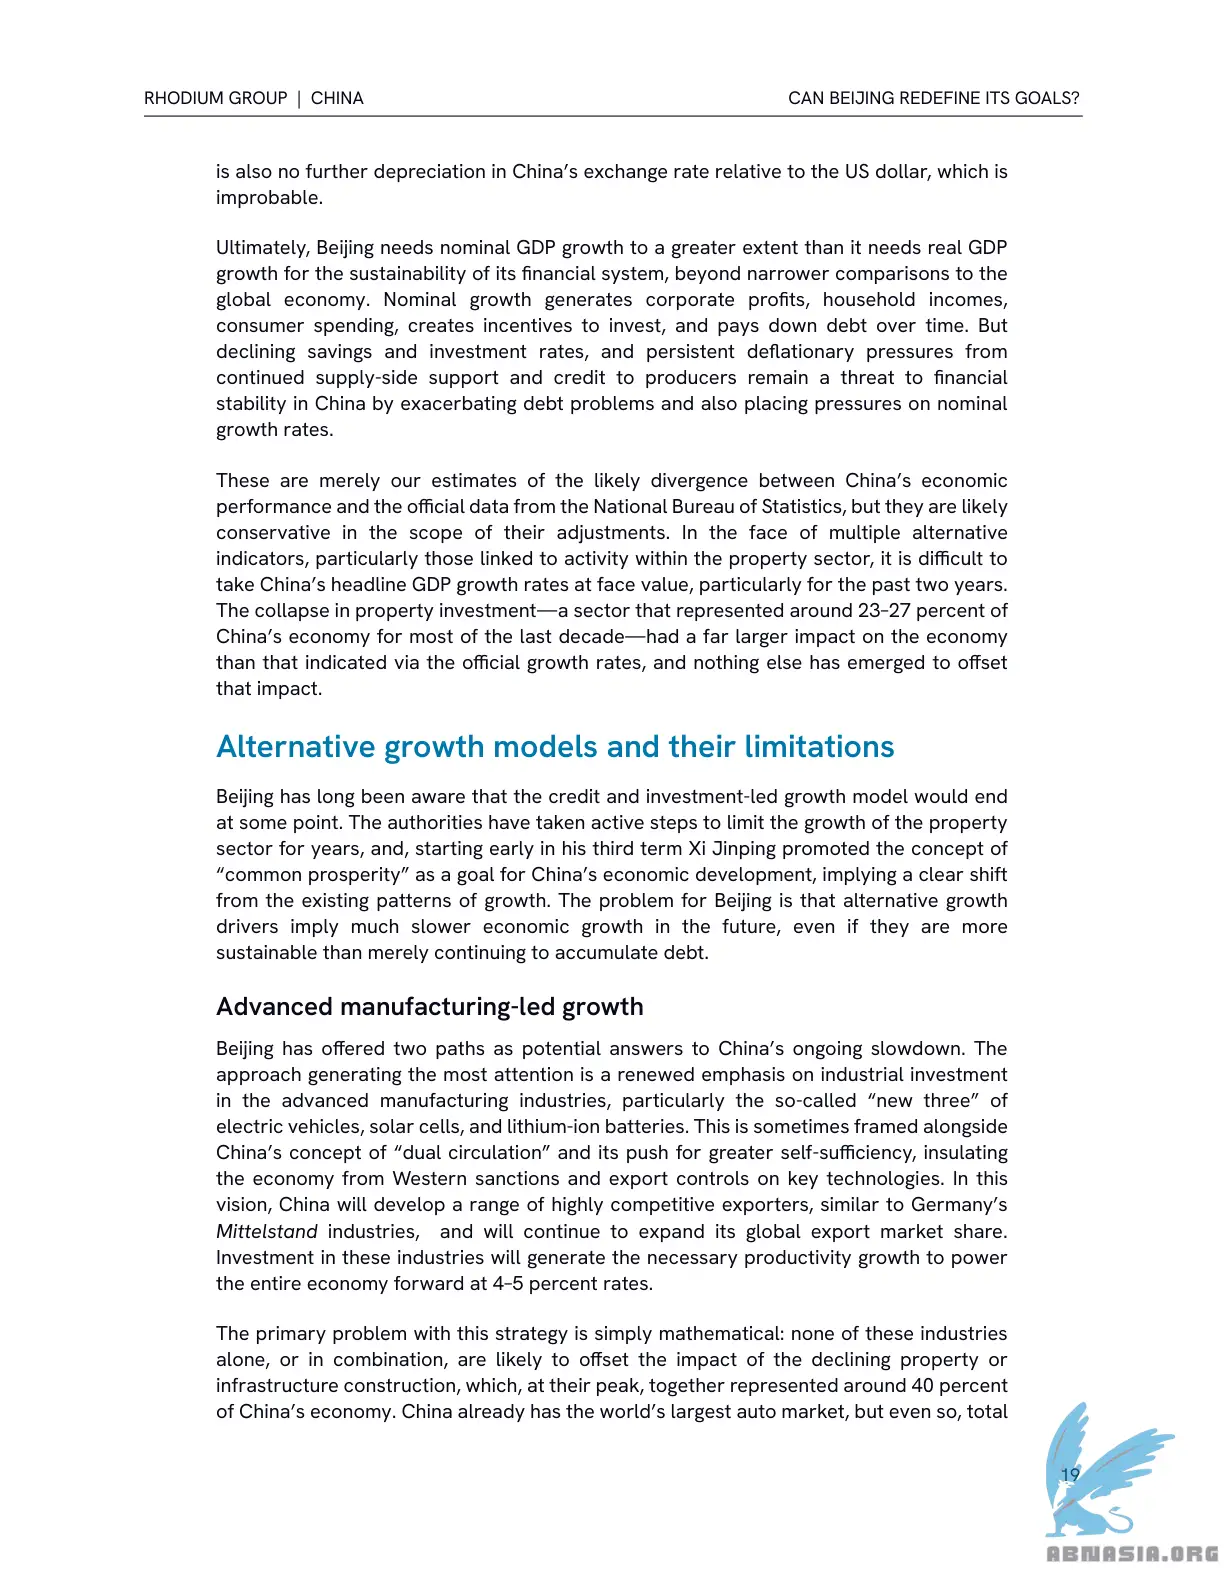 RHODIUM GROUP | CHINA
CAN BEIJING REDEFINE ITS GOALS?
is also no further depreciation in China’s exchange rate relative to the US dollar, which is
improbable.
Ultimately, Beijing needs nominal GDP growth to a greater extent than it needs real GDP
growth for the sustainability of its financial system, beyond narrower comparisons to the
global economy. Nominal growth generates corporate profits, household incomes,
consumer spending, creates incentives to invest, and pays down debt over time. But
declining savings and investment rates, and persistent deflationary pressures from
continued supply-side support and credit to producers remain a threat to financial
stability in China by exacerbating debt problems and also placing pressures on nominal
growth rates.
These are merely our estimates of the likely divergence between China’s economic
performance and the official data from the National Bureau of Statistics, but they are likely
conservative in the scope of their adjustments. In the face of multiple alternative
indicators, particularly those linked to activity within the property sector, it is difficult to
take China’s headline GDP growth rates at face value, particularly for the past two years.
The collapse in property investment—a sector that represented around 23–27 percent of
China’s economy for most of the last decade—had a far larger impact on the economy
than that indicated via the official growth rates, and nothing else has emerged to offset
that impact.
Alternative growth models and their limitations
Beijing has long been aware that the credit and investment-led growth model would end
at some point. The authorities have taken active steps to limit the growth of the property
sector for years, and, starting early in his third term Xi Jinping promoted the concept of
“common prosperity” as a goal for China’s economic development, implying a clear shift
from the existing patterns of growth. The problem for Beijing is that alternative growth
drivers imply much slower economic growth in the future, even if they are more
sustainable than merely continuing to accumulate debt.
Advanced manufacturing-led growth
Beijing has offered two paths as potential answers to China’s ongoing slowdown. The
approach generating the most attention is a renewed emphasis on industrial investment
in the advanced manufacturing industries, particularly the so-called “new three” of
electric vehicles, solar cells, and lithium-ion batteries. This is sometimes framed alongside
China’s concept of “dual circulation” and its push for greater self-sufficiency, insulating
the economy from Western sanctions and export controls on key technologies. In this
vision, China will develop a range of highly competitive exporters, similar to Germany’s
Mittelstand industries, and will continue to expand its global export market share.
Investment in these industries will generate the necessary productivity growth to power
the entire economy forward at 4–5 percent rates.
The primary problem with this strategy is simply mathematical: none of these industries
alone, or in combination, are likely to offset the impact of the declining property or
infrastructure construction, which, at their peak, together represented around 40 percent
of China’s economy. China already has the world’s largest auto market, but even so, total
19
ABNASIA.ORG